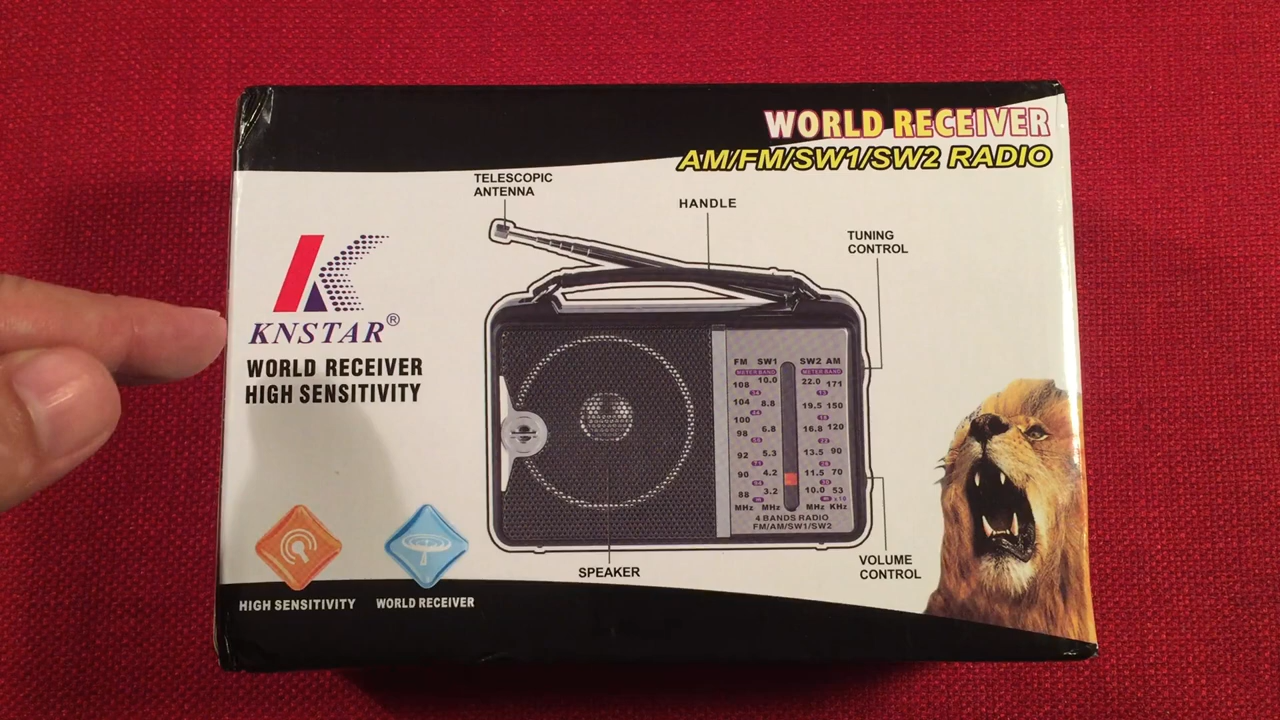 WORLD RECEIVER
AM/FM/SW1/SW2 RADIO
TELESCOPIC
ANTENNA
HANDLE
TUNING
CONTROL
KNSTAR®
WORLD RECEIVER
HIGH SENSITIVITY
FM SW1 SW2 AM
METER BAND METER BAND
108 10.0 22.0 171
104 8.8 19.5 150
100
98 6.8 16.8 120
92 5.3 13.5 90
90 4.2 11.5 70
88 3.2 10.0 53
MHz MHz MHz KHz
4 BANDS RADIO
FM/AM/SW1/SW2
SPEAKER
VOLUME
CONTROL
HIGH SENSITIVITY
WORLD RECEIVER